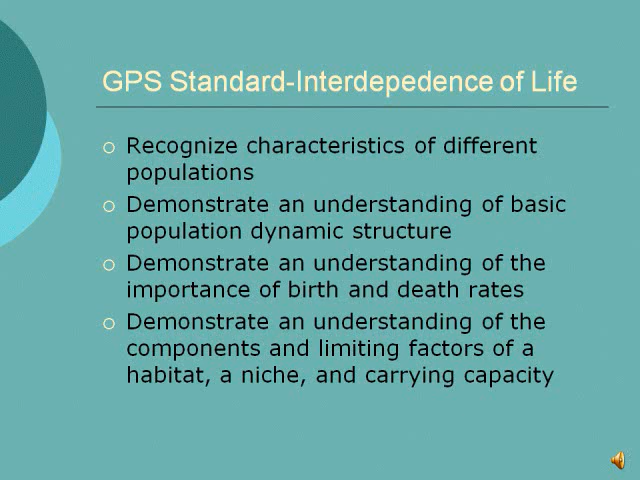 GPS Standard-Interdepedence of Life
Recognize characteristics of different
populations
Demonstrate an understanding of basic
population dynamic structure
Demonstrate an understanding of the
importance of birth and death rates
Demonstrate an understanding of the
components and limiting factors of a
habitat, a niche, and carrying capacity